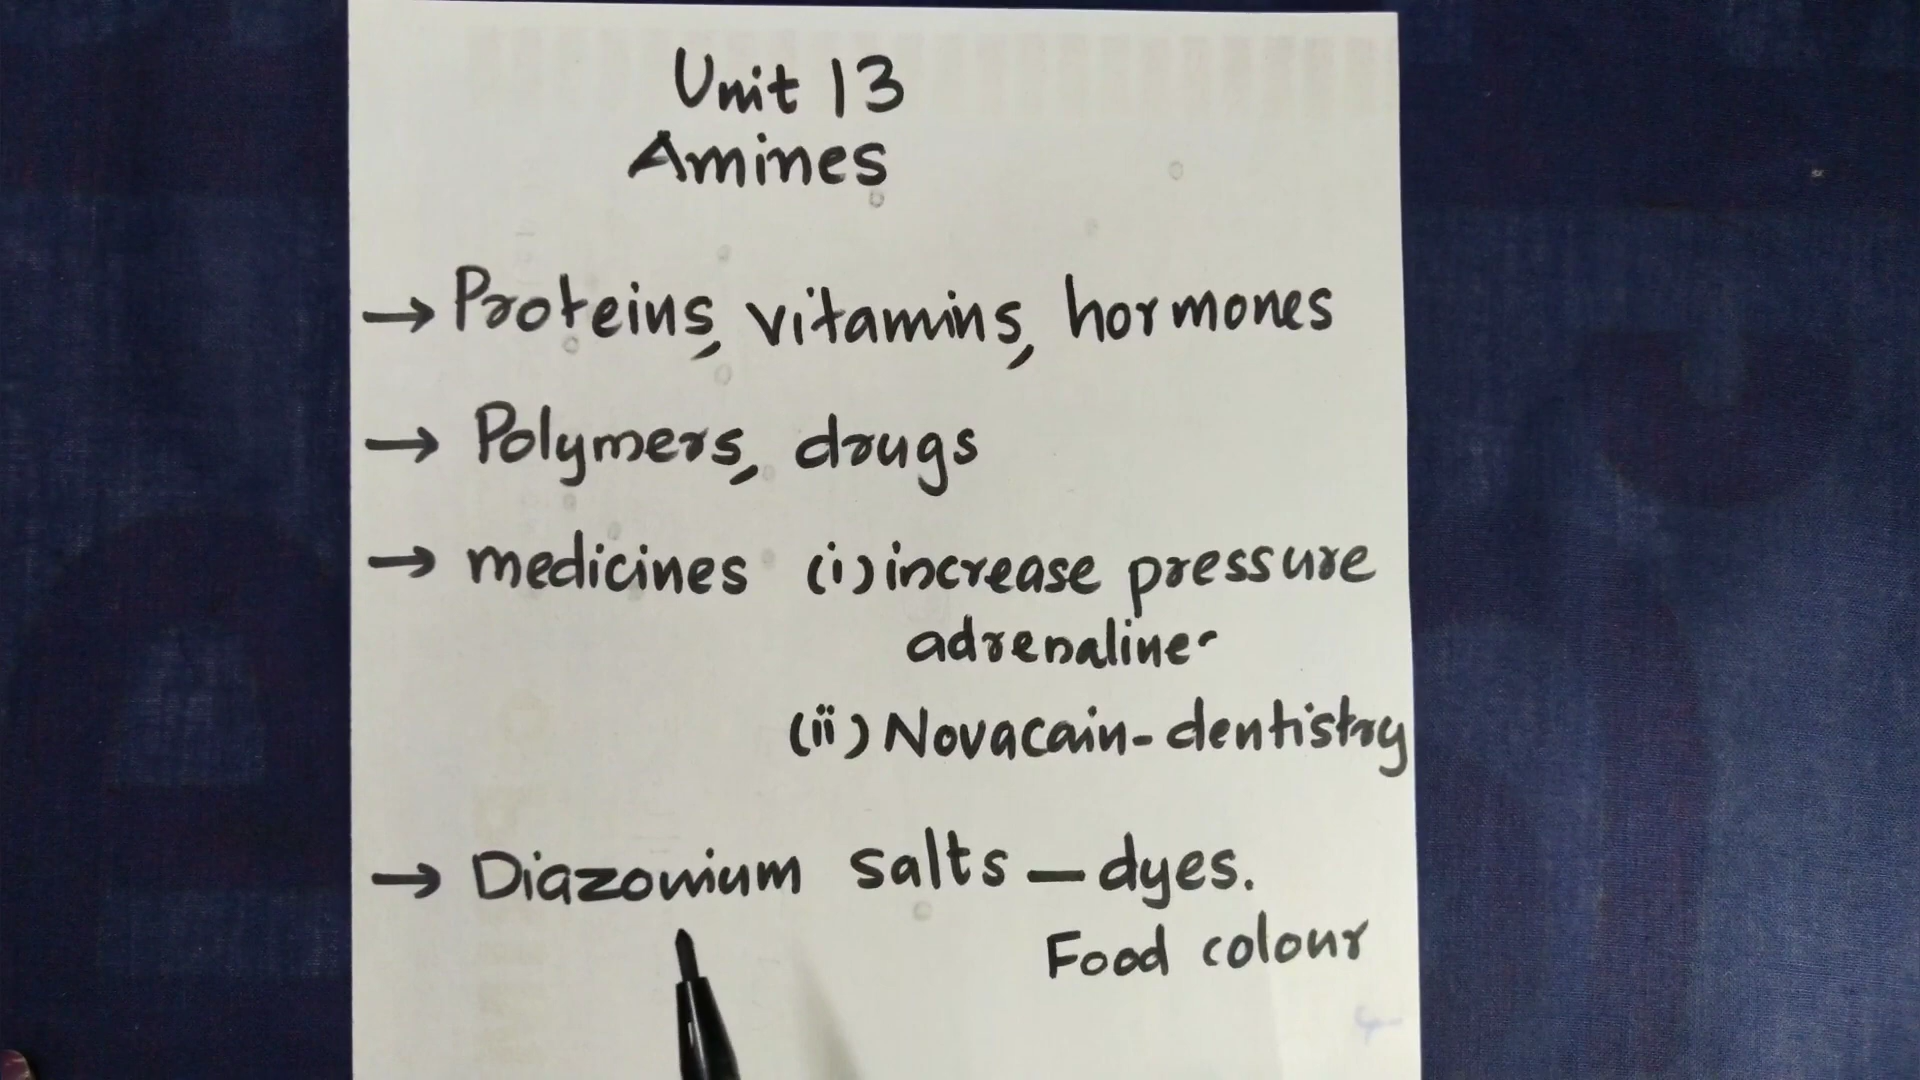 Unit 13
Amines
→ Proteins, vitamins, hormones
→ Polymers, drugs
→ medicines (i) increase pressure
adrenaline
(ii) Novacain-dentistry
→ Diazonium salts – dyes.
Food colour